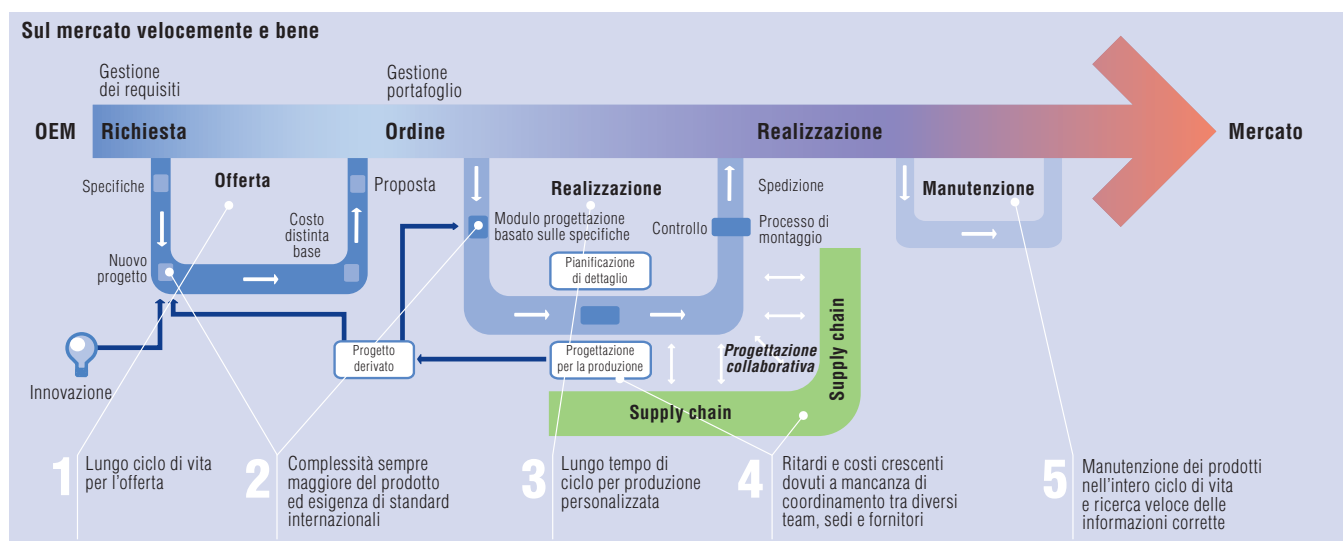 Sul mercato velocemente e bene
Gestione
dei requisiti
Gestione
portafoglio
OEM
Richiesta
Ordine
Realizzazione
Mercato
Specifiche
Offerta
Proposta
Costo
distinta
base
Nuovo
progetto
Realizzazione
Modulo progettazione
basato sulle specifiche
Controllo
Spedizione
Processo di
montaggio
Manutenzione
Pianificazione
di dettaglio
Innovazione
Progetto
derivato
Progettazione
per la produzione
Progettazione
collaborativa
Supply chain
Supply chain
1
Lungo ciclo di vita
per l'offerta
2
Complessità sempre
maggiore del prodotto
ed esigenza di standard
internazionali
3
Lungo tempo di
ciclo per produzione
personalizzata
4
Ritardi e costi crescenti
dovuti a mancanza di
coordinamento tra diversi
team, sedi e fornitori
5
Manutenzione dei prodotti
nell'intero ciclo di vita
e ricerca veloce delle
informazioni corrette